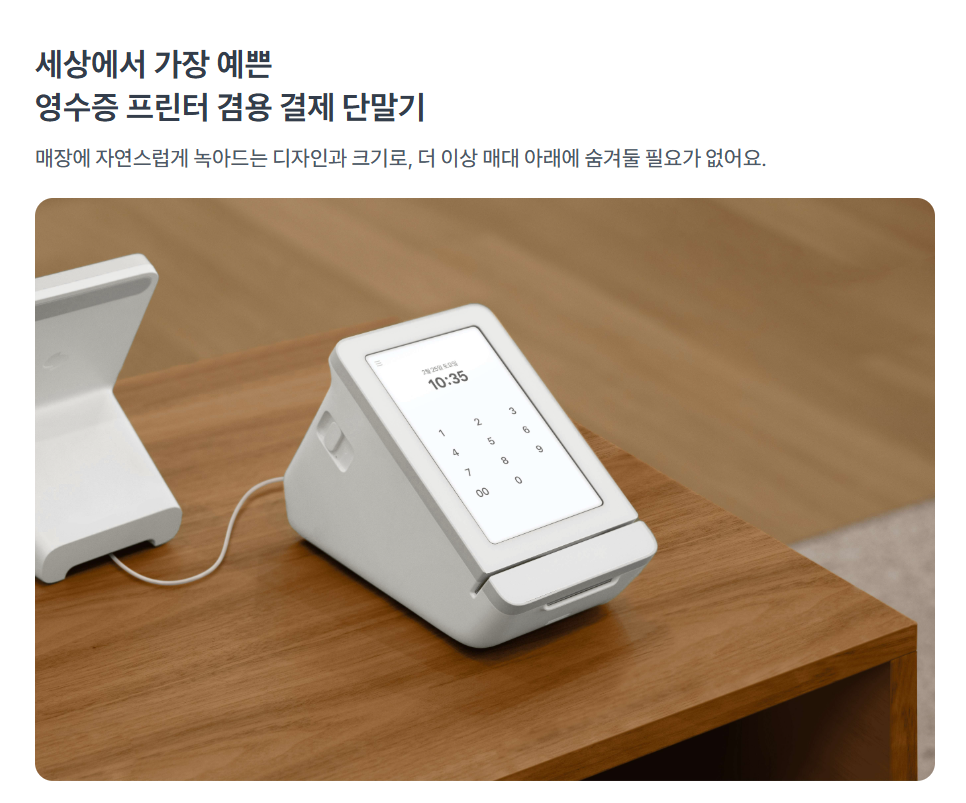 세상에서 가장 예쁜
영수증 프린터 겸용 결제 단말기
매장에 자연스럽게 녹아드는 디자인과 크기로, 더 이상 매대 아래에 숨겨둘 필요가 없어요.
10:35
1 2 3
4 5 6
7 8 9
00 0